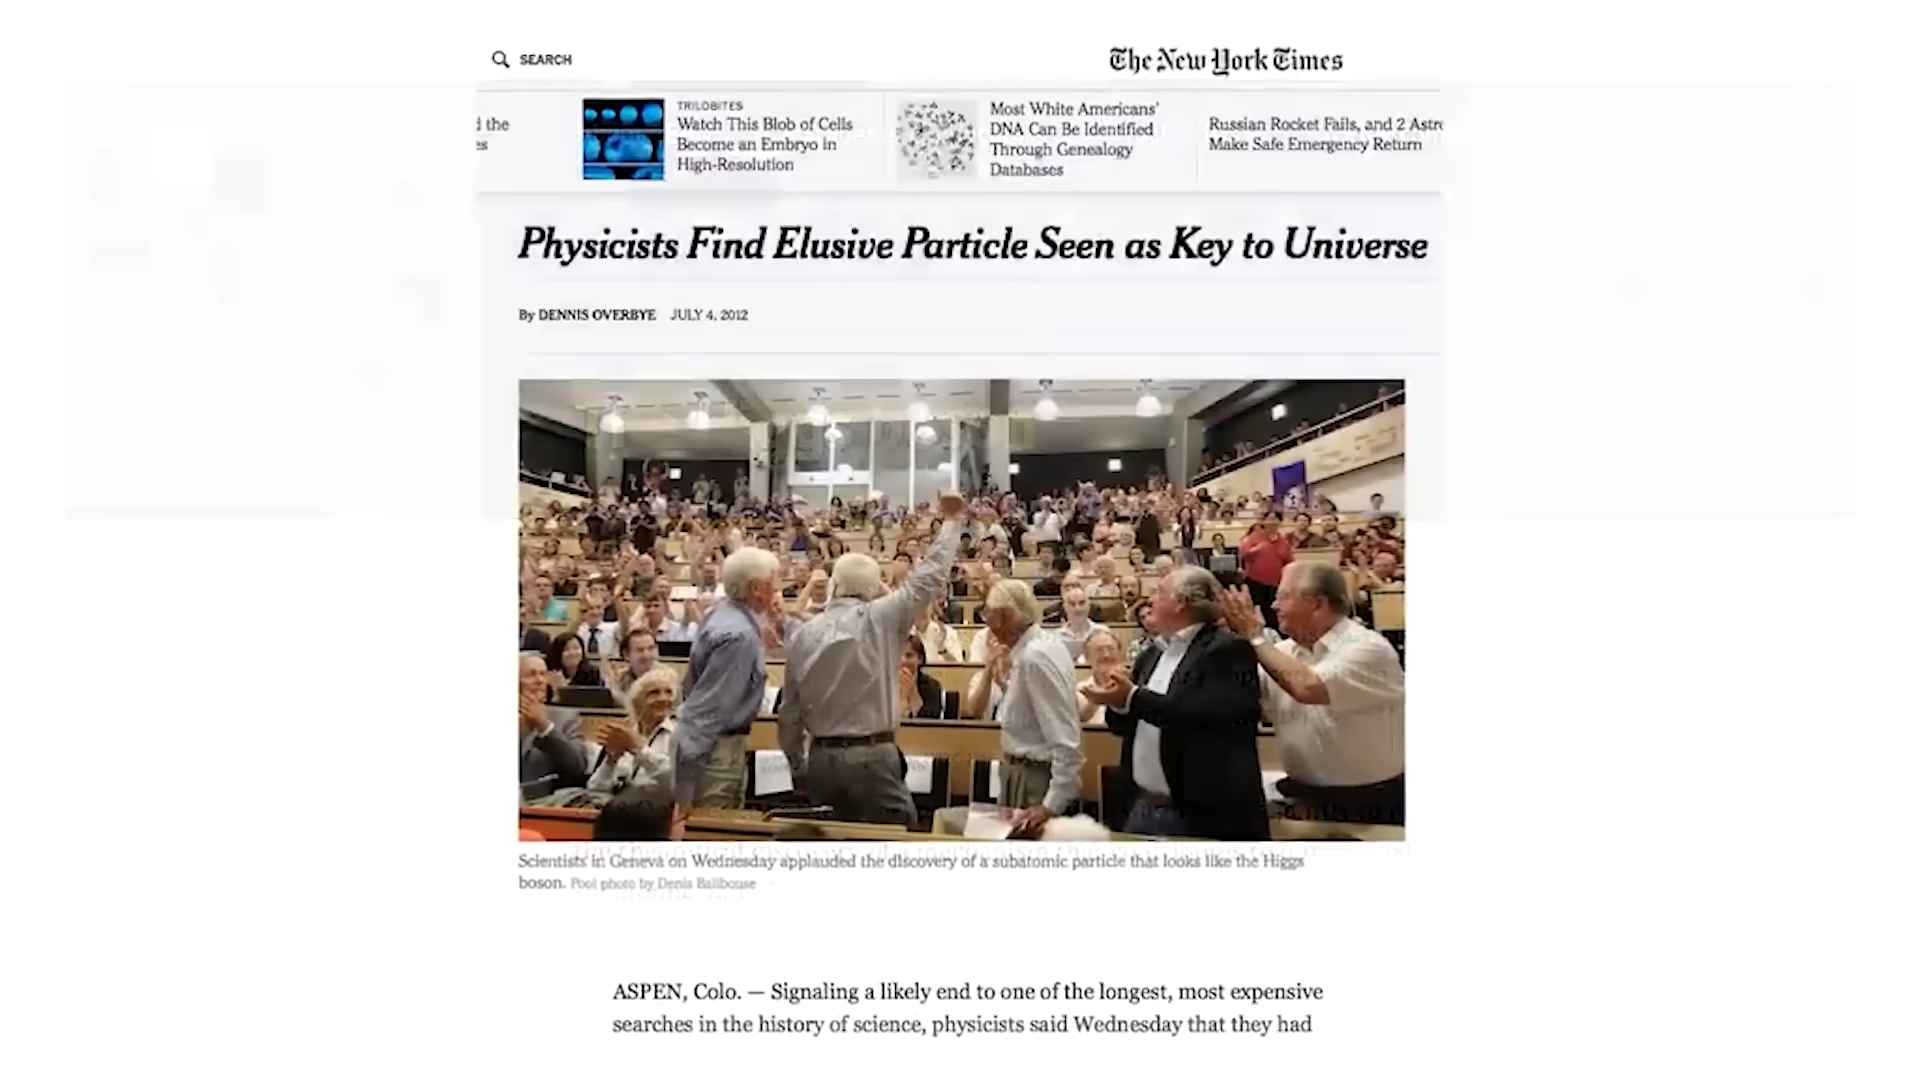 SEARCH
The New York Times
d the
es
TRILOBITES
Watch This Blob of Cells
Become an Embryo in
High-Resolution
Most White Americans'
DNA Can Be Identified
Through Genealogy
Databases
Russian Rocket Fails, and 2 Astro
Make Safe Emergency Return
Physicists Find Elusive Particle Seen as Key to Universe
By DENNIS OVERBYE JULY 4, 2012
Scientists in Geneva on Wednesday applauded the discovery of a subatomic particle that looks like the Higgs
boson. Pool photo by Denis Balibouse
ASPEN, Colo. — Signaling a likely end to one of the longest, most expensive
searches in the history of science, physicists said Wednesday that they had